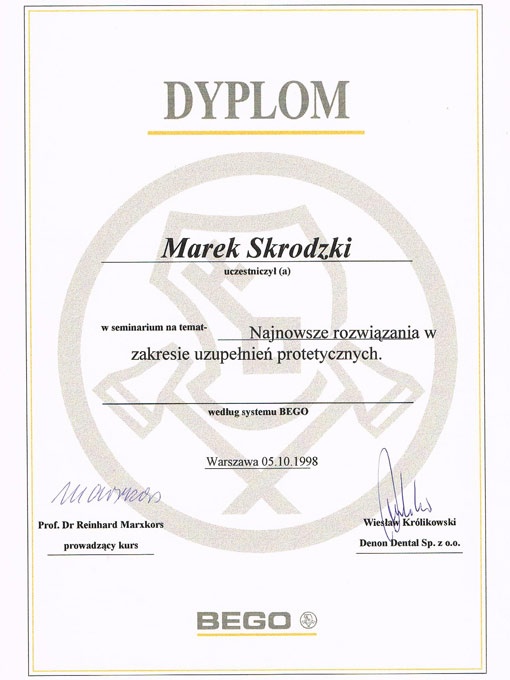 DYPLOM
Marek Skrodzki
uczestniczył (a)
w seminarium na temat- Najnowsze rozwiązania w
zakresie uzupełnień protetycznych.
według systemu BEGO
Warszawa 05.10.1998
Marxkors
Prof. Dr Reinhard Marxkors
prowadzący kurs
Wiesław Królikowski
Denon Dental Sp. z o.o.
BEGO